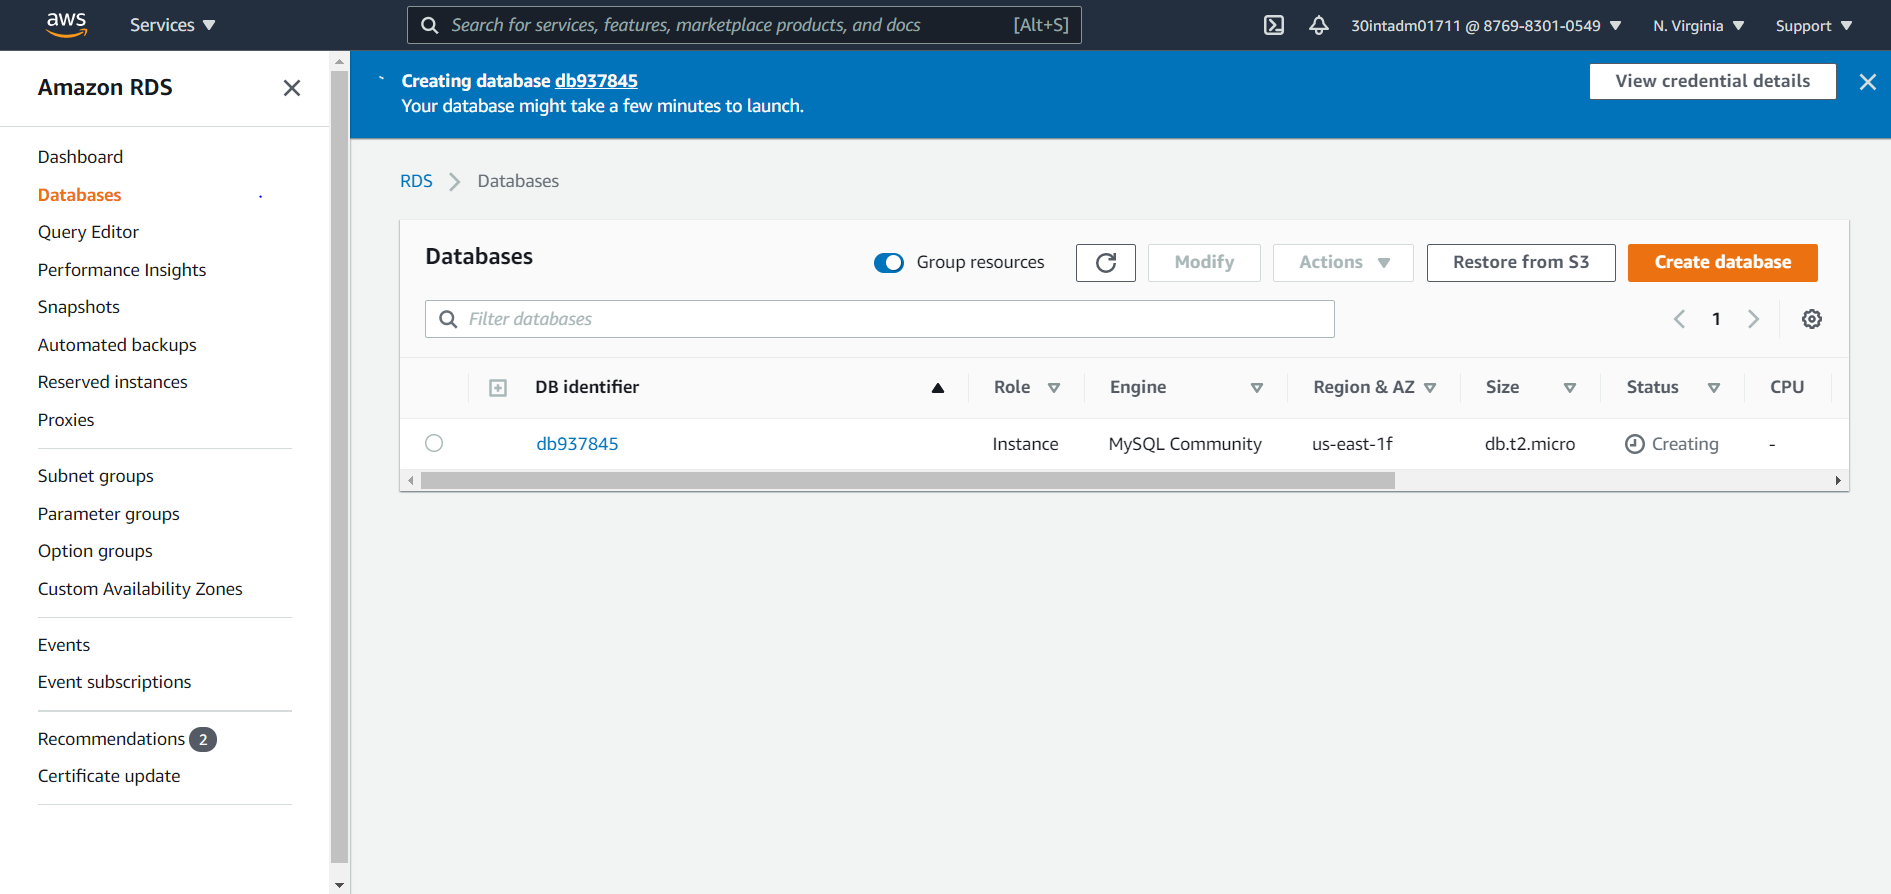 aws Services Search for services, features, marketplace products, and docs [Alt+S] 30intadm01711 @ 8769-8301-0549 N. Virginia Support
Amazon RDS
Dashboard
Databases
Query Editor
Performance Insights
Snapshots
Automated backups
Reserved instances
Proxies
Subnet groups
Parameter groups
Option groups
Custom Availability Zones
Events
Event subscriptions
Recommendations 2
Certificate update
Creating database db937845
Your database might take a few minutes to launch.
View credential details
RDS Databases
Databases Group resources Modify Actions Restore from S3 Create database
Filter databases 1
DB identifier Role Engine Region & AZ Size Status CPU
db937845 Instance MySQL Community us-east-1f db.t2.micro Creating -